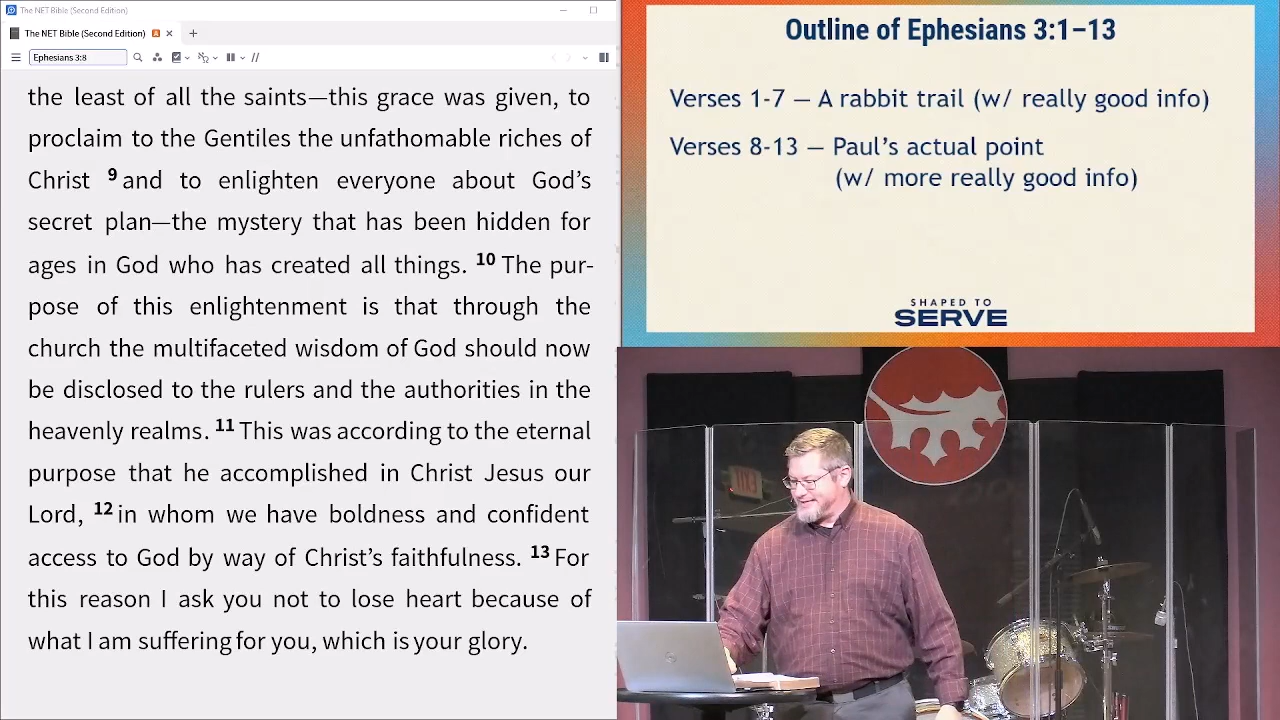 The NET Bible (Second Edition)
The NET Bible (Second Edition) A
Ephesians 3:8
the least of all the saints—this grace was given, to
proclaim to the Gentiles the unfathomable riches of
Christ 9 and to enlighten everyone about God's
secret plan—the mystery that has been hidden for
ages in God who has created all things. 10 The pur-
pose of this enlightenment is that through the
church the multifaceted wisdom of God should now
be disclosed to the rulers and the authorities in the
heavenly realms. 11 This was according to the eternal
purpose that he accomplished in Christ Jesus our
Lord, 12 in whom we have boldness and confident
access to God by way of Christ's faithfulness. 13 For
this reason I ask you not to lose heart because of
what I am suffering for you, which is your glory.
Outline of Ephesians 3:1–13
Verses 1-7 — A rabbit trail (w/ really good info)
Verses 8-13 — Paul's actual point
(w/ more really good info)
SHAPED TO
SERVE
EXIT